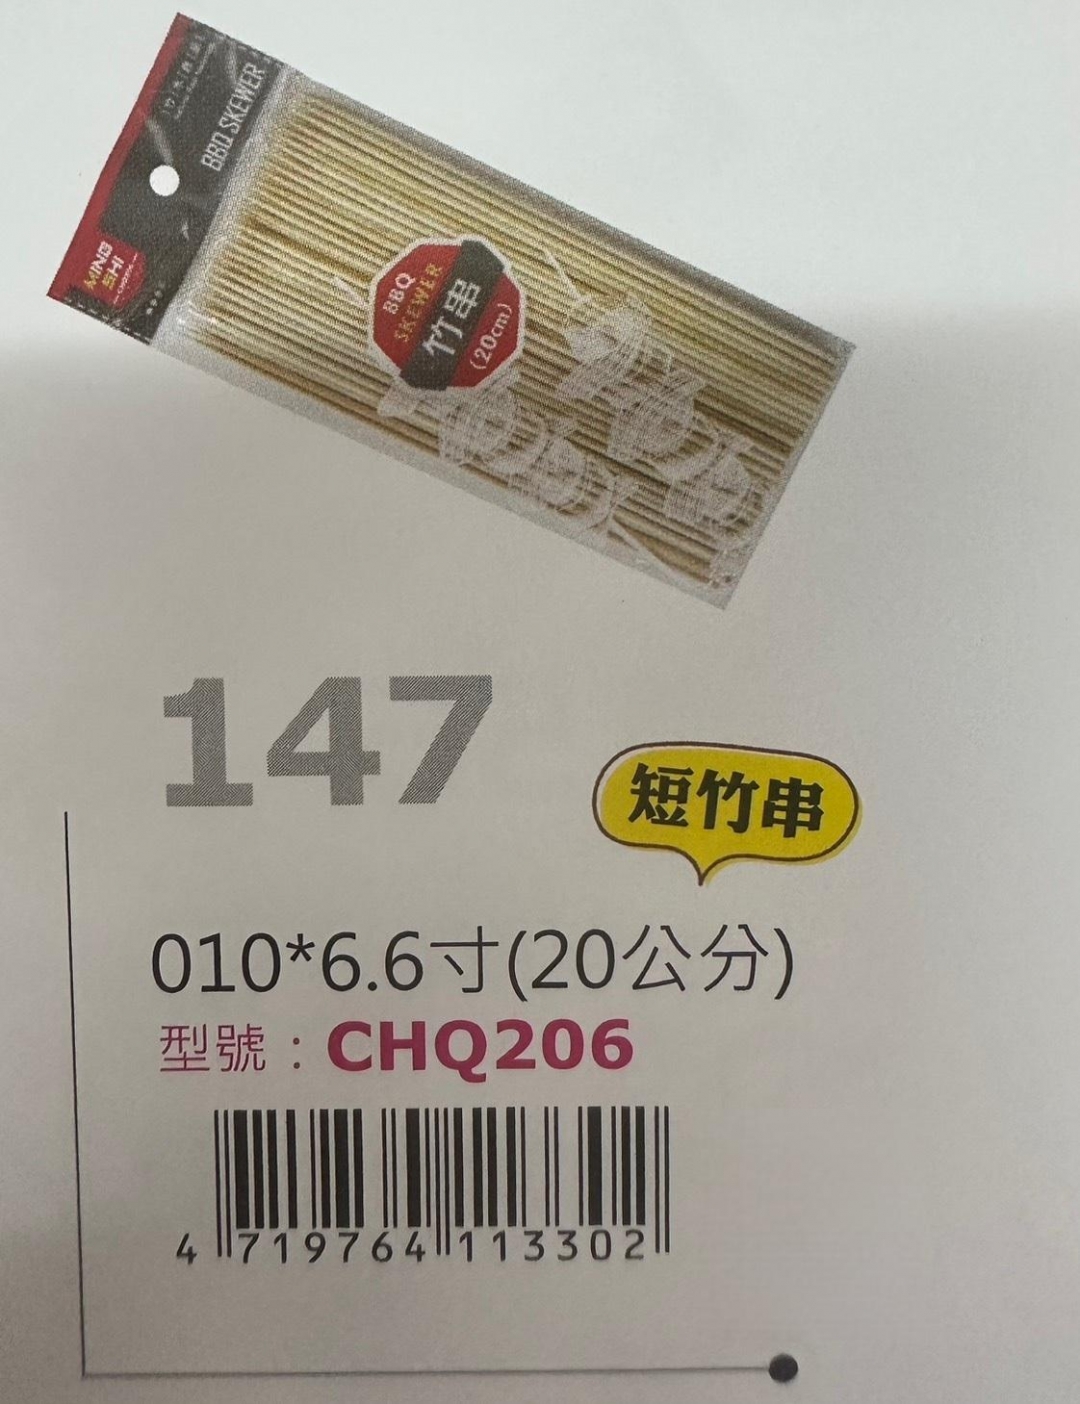 BBD SKEWER
MING
SHI
BBQ
SKEWER
竹串
(20cm)
147
短竹串
010*6.6寸(20公分)
型號：CHQ206
4 719764 113302